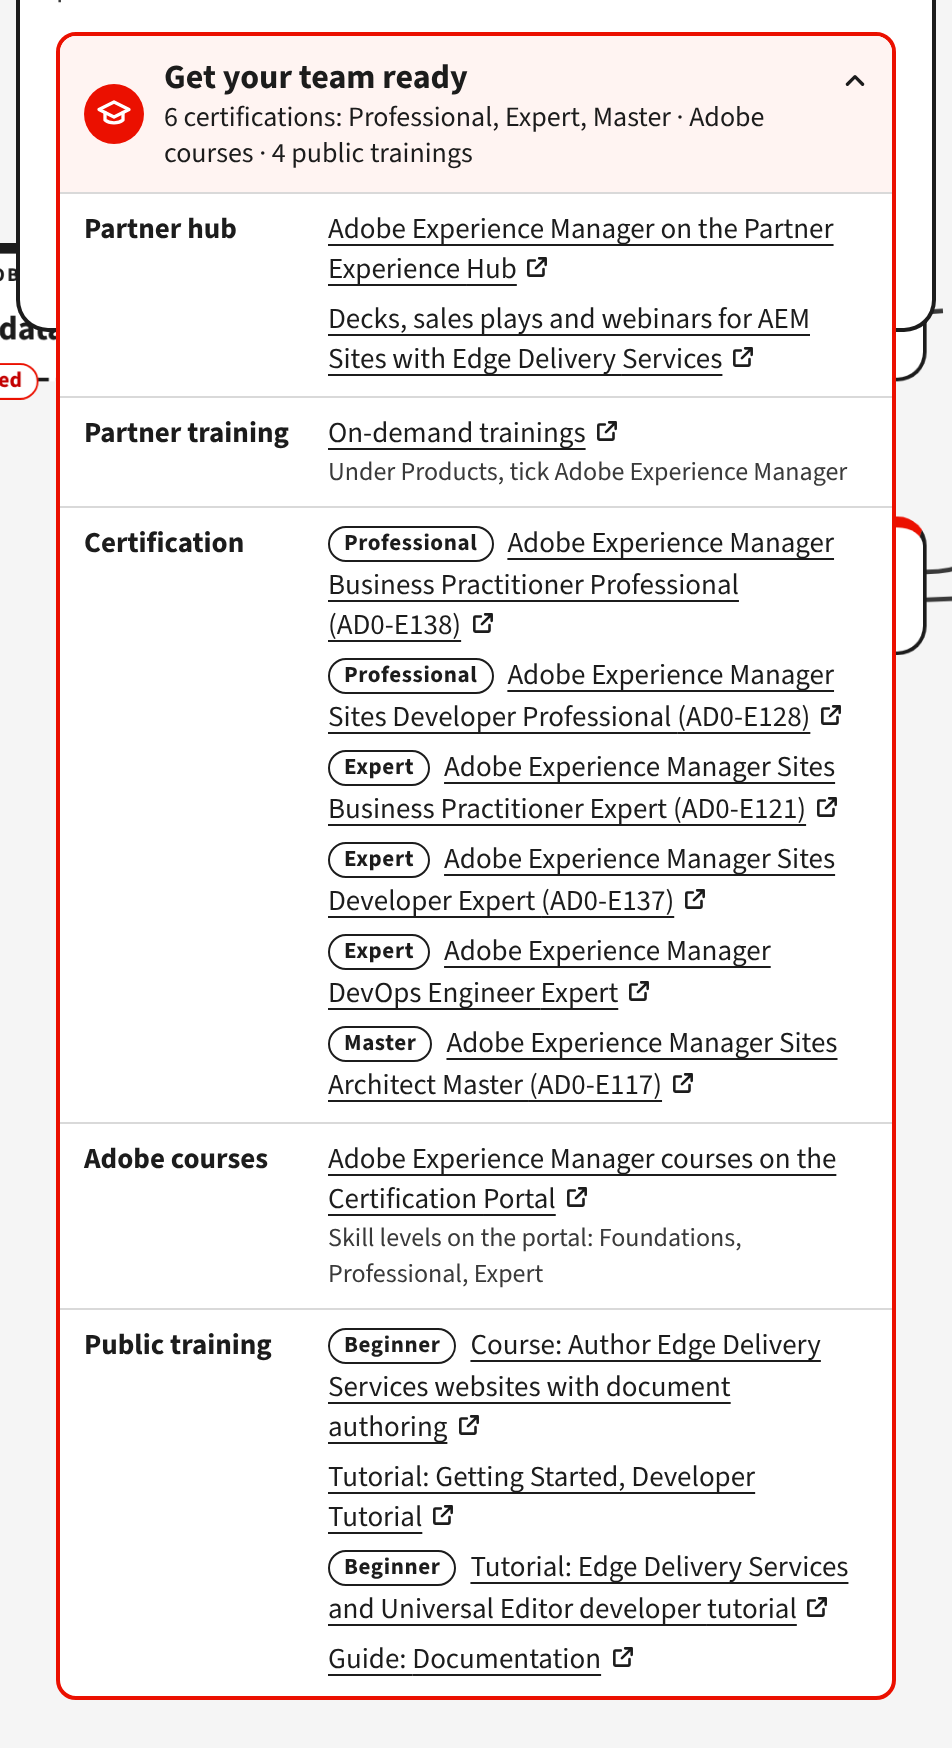 Get your team ready
6 certifications: Professional, Expert, Master · Adobe
courses · 4 public trainings
Partner hub
Adobe Experience Manager on the Partner
Experience Hub
Decks, sales plays and webinars for AEM
Sites with Edge Delivery Services
data
ed
Partner training
On-demand trainings
Under Products, tick Adobe Experience Manager
Certification
Professional Adobe Experience Manager
Business Practitioner Professional
(AD0-E138)
Professional Adobe Experience Manager
Sites Developer Professional (AD0-E128)
Expert Adobe Experience Manager Sites
Business Practitioner Expert (AD0-E121)
Expert Adobe Experience Manager Sites
Developer Expert (AD0-E137)
Expert Adobe Experience Manager
DevOps Engineer Expert
Master Adobe Experience Manager Sites
Architect Master (AD0-E117)
Adobe courses
Adobe Experience Manager courses on the
Certification Portal
Skill levels on the portal: Foundations,
Professional, Expert
Public training
Beginner Course: Author Edge Delivery
Services websites with document
authoring
Tutorial: Getting Started, Developer
Tutorial
Beginner Tutorial: Edge Delivery Services
and Universal Editor developer tutorial
Guide: Documentation